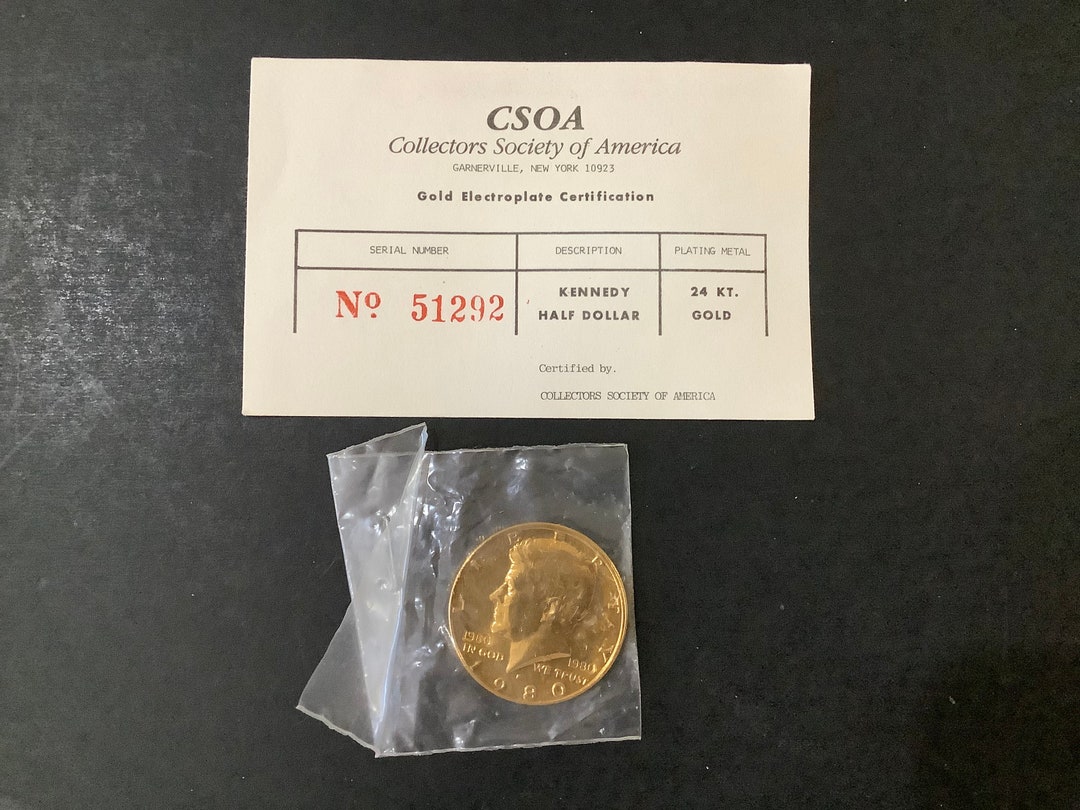 CSOA
Collectors Society of America
GARNERVILLE, NEW YORK 10923
Gold Electroplate Certification
SERIAL NUMBER DESCRIPTION PLATING METAL
Nº 51292
KENNEDY
HALF DOLLAR
24 KT.
GOLD
Certified by.
COLLECTORS SOCIETY OF AMERICA
LIBERTY
1980
IN GOD
WE TRUST
1980